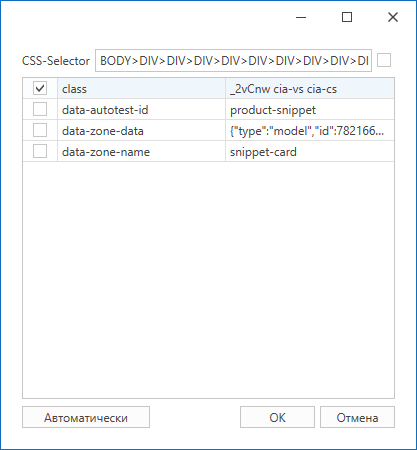 CSS-Selector BODY>DIV>DIV>DIV>DIV>DIV>DIV>DIV>DIV>DI
class _2vCnw cia-vs cia-cs
data-autotest-id product-snippet
data-zone-data {"type":"model","id":782166...
data-zone-name snippet-card
Автоматически OK Отмена